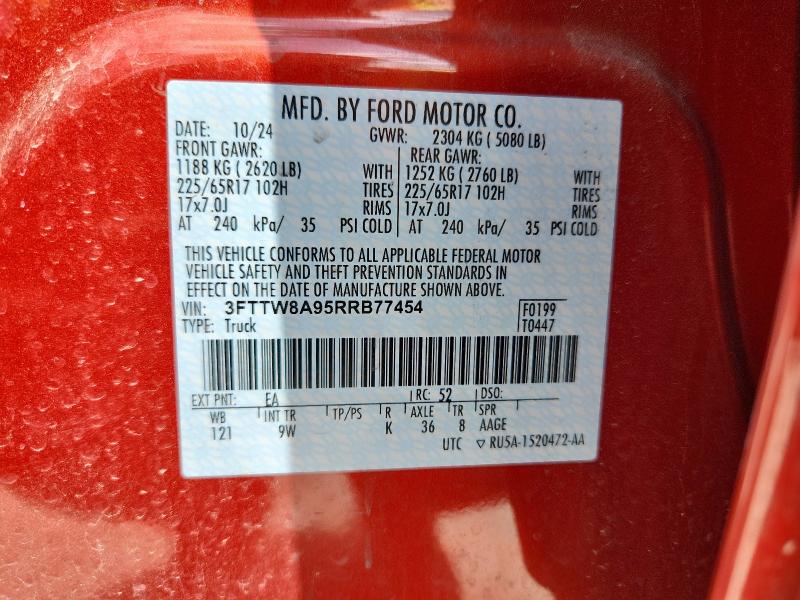 MFD. BY FORD MOTOR CO.
DATE: 10/24 GVWR: 2304 KG ( 5080 LB)
FRONT GAWR: REAR GAWR:
1188 KG ( 2620 LB) WITH 1252 KG ( 2760 LB) WITH
225/65R17 102H TIRES 225/65R17 102H TIRES
17x7.0J RIMS 17x7.0J RIMS
AT 240 kPa/ 35 PSI COLD AT 240 kPa/ 35 PSI COLD
THIS VEHICLE CONFORMS TO ALL APPLICABLE FEDERAL MOTOR
VEHICLE SAFETY AND THEFT PREVENTION STANDARDS IN
EFFECT ON THE DATE OF MANUFACTURE SHOWN ABOVE.
VIN: 3FTTW8A95RRB77454 F0199
TYPE: Truck T0447
EXT PNT: EA RC: 52 DSO:
WB INT TR TP/PS R AXLE TR SPR
121 9W K 36 8 AAGE
UTC ▽ RU5A-1520472-AA